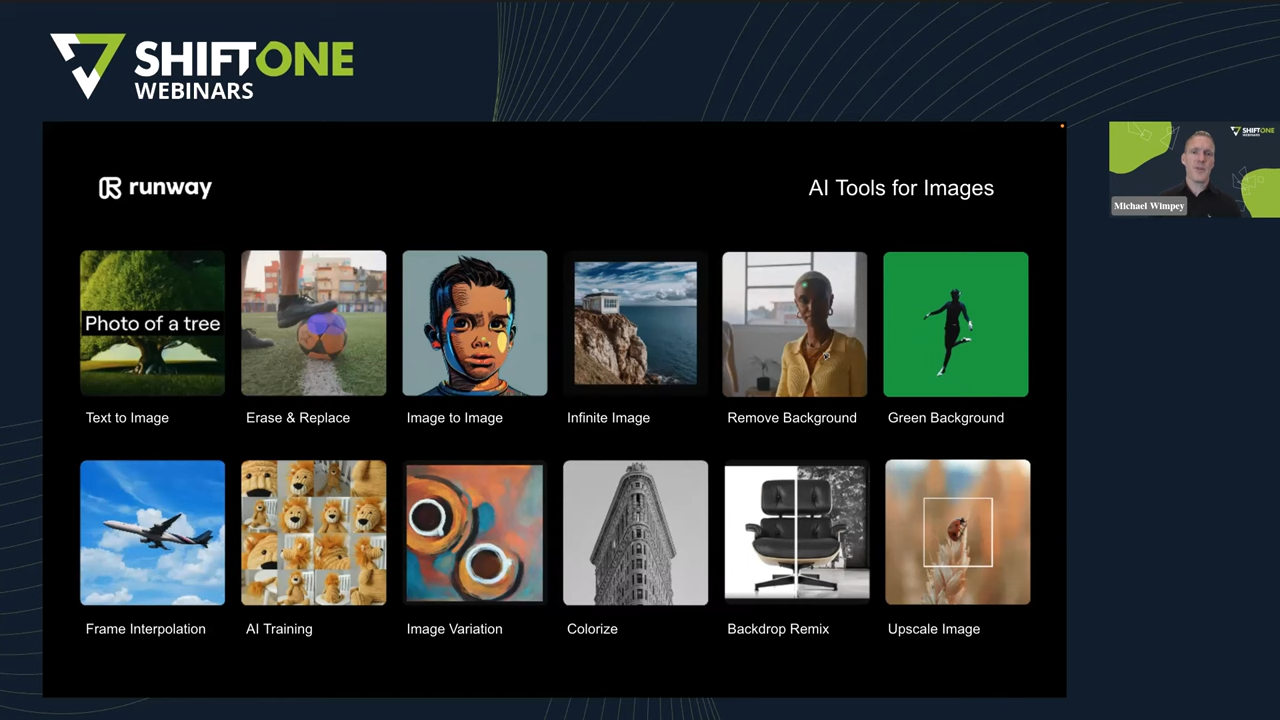 SHIFTONE
WEBINARS
runway
AI Tools for Images
SHIFTONE
WEBINARS
Michael Wimpey
Photo of a tree
Text to Image
Erase & Replace
Image to Image
Infinite Image
Remove Background
Green Background
Frame Interpolation
AI Training
Image Variation
Colorize
Backdrop Remix
Upscale Image